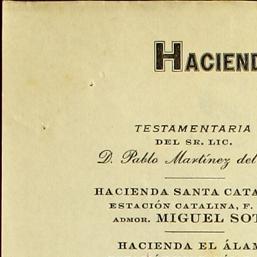 HACIEND
TESTAMENTARIA
DEL SR. LIC.
D. Pablo Martínez del
HACIENDA SANTA CATA
ESTACIÓN CATALINA, F.
ADMOR. MIGUEL SOT
HACIENDA EL ÁLAM